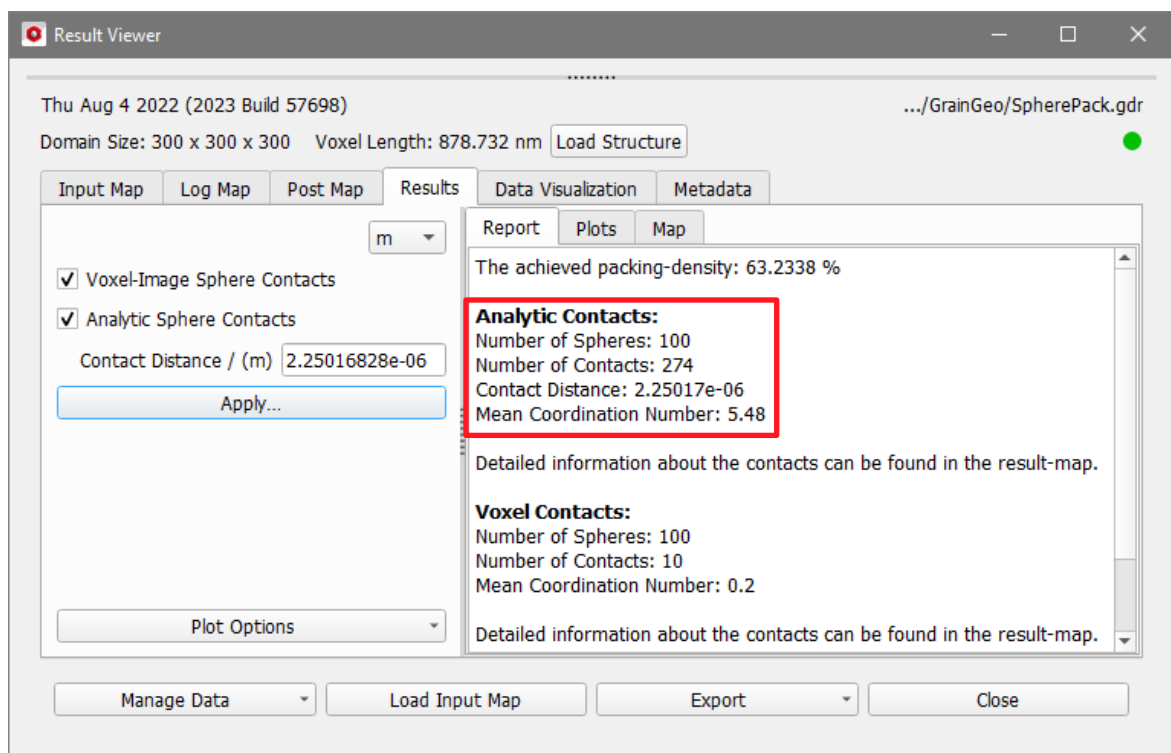 Result Viewer
Thu Aug 4 2022 (2023 Build 57698)
.../GrainGeo/SpherePack.gdr
Domain Size: 300 x 300 x 300 Voxel Length: 878.732 nm Load Structure
Input Map Log Map Post Map Results Data Visualization Metadata
m
Voxel-Image Sphere Contacts
Analytic Sphere Contacts
Contact Distance / (m) 2.25016828e-06
Apply...
Plot Options
Report Plots Map
The achieved packing-density: 63.2338 %
Analytic Contacts:
Number of Spheres: 100
Number of Contacts: 274
Contact Distance: 2.25017e-06
Mean Coordination Number: 5.48
Detailed information about the contacts can be found in the result-map.
Voxel Contacts:
Number of Spheres: 100
Number of Contacts: 10
Mean Coordination Number: 0.2
Detailed information about the contacts can be found in the result-map.
Manage Data Load Input Map Export Close